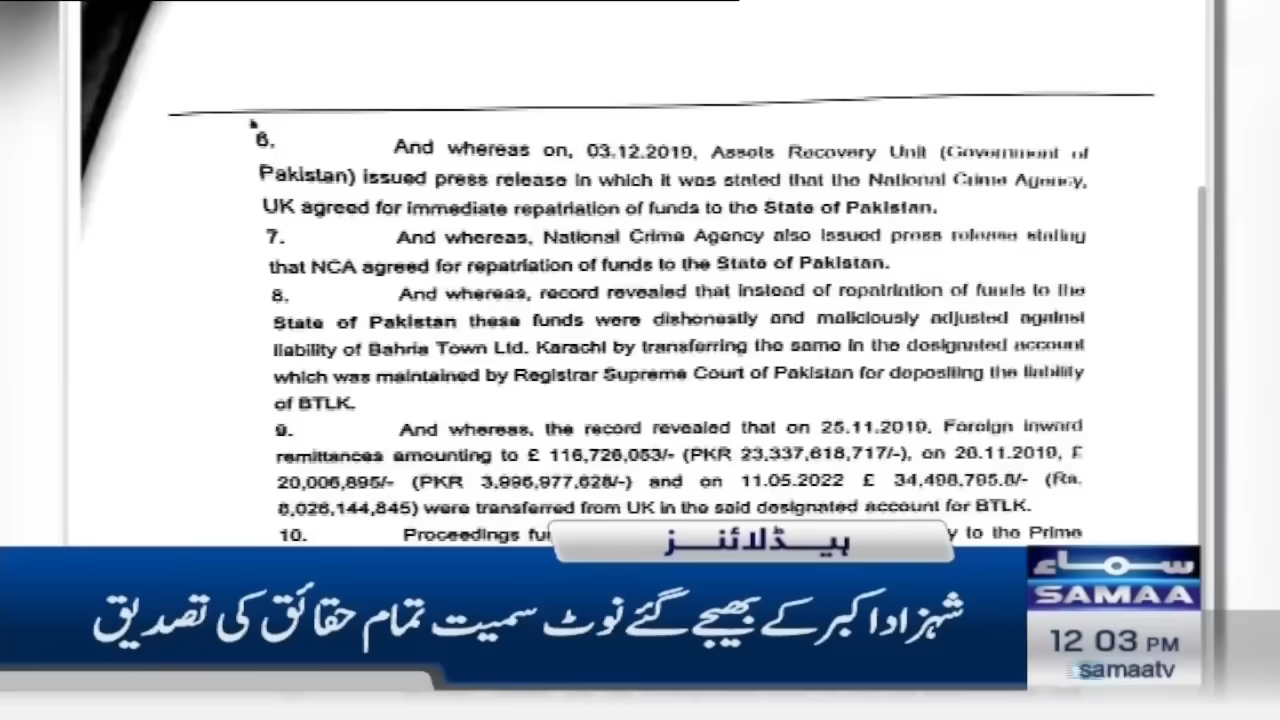 6. And whereas on, 03.12.2019, Assets Recovery Unit (Government of
Pakistan) issued press release in which it was stated that the National Crime Agency,
UK agreed for immediate repatriation of funds to the State of Pakistan.
7. And whereas, National Crime Agency also issued press release stating
that NCA agreed for repatriation of funds to the State of Pakistan.
8. And whereas, record revealed that instead of repatriation of funds to the
State of Pakistan these funds were dishonestly and maliciously adjusted against
liability of Bahria Town Ltd. Karachi by transferring the same in the designated account
which was maintained by Registrar Supreme Court of Pakistan for depositing the liability
of BTLK.
9. And whereas, the record revealed that on 25.11.2019, Foreign inward
remittances amounting to £ 116,726,053/- (PKR 23,337,618,717/-), on 26.11.2019, £
20,006,895/- (PKR 3,996,977,628/-) and on 11.05.2022 £ 34,498,795.8/- (Rs.
8,026,144,845) were transferred from UK in the said designated account for BTLK.
10. Proceedings y to the Prime
ہیڈلائنز
شہزاد اکبر کے بھیجے گئے نوٹ سمیت تمام حقائق کی تصدیق
سماء
SAMAA
12 03 PM
samaatv